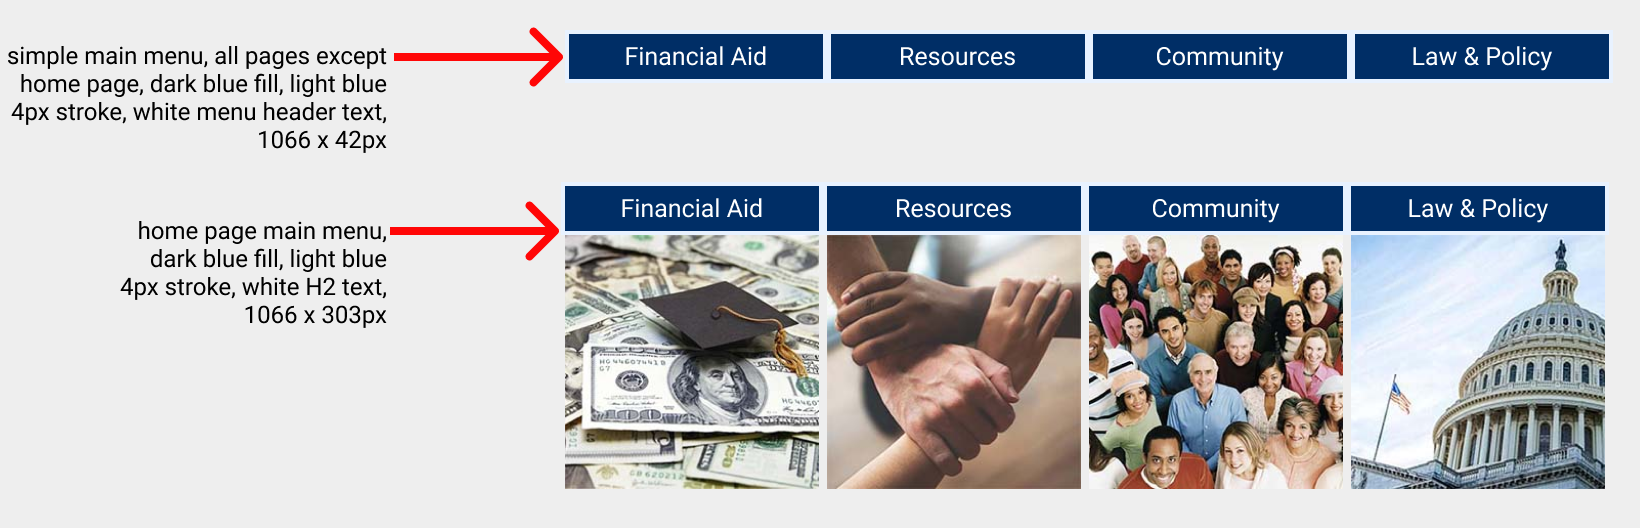 simple main menu, all pages except
home page, dark blue fill, light blue
4px stroke, white menu header text,
1066 x 42px
Financial Aid
Resources
Community
Law & Policy
home page main menu,
dark blue fill, light blue
4px stroke, white H2 text,
1066 x 303px
Financial Aid
Resources
Community
Law & Policy